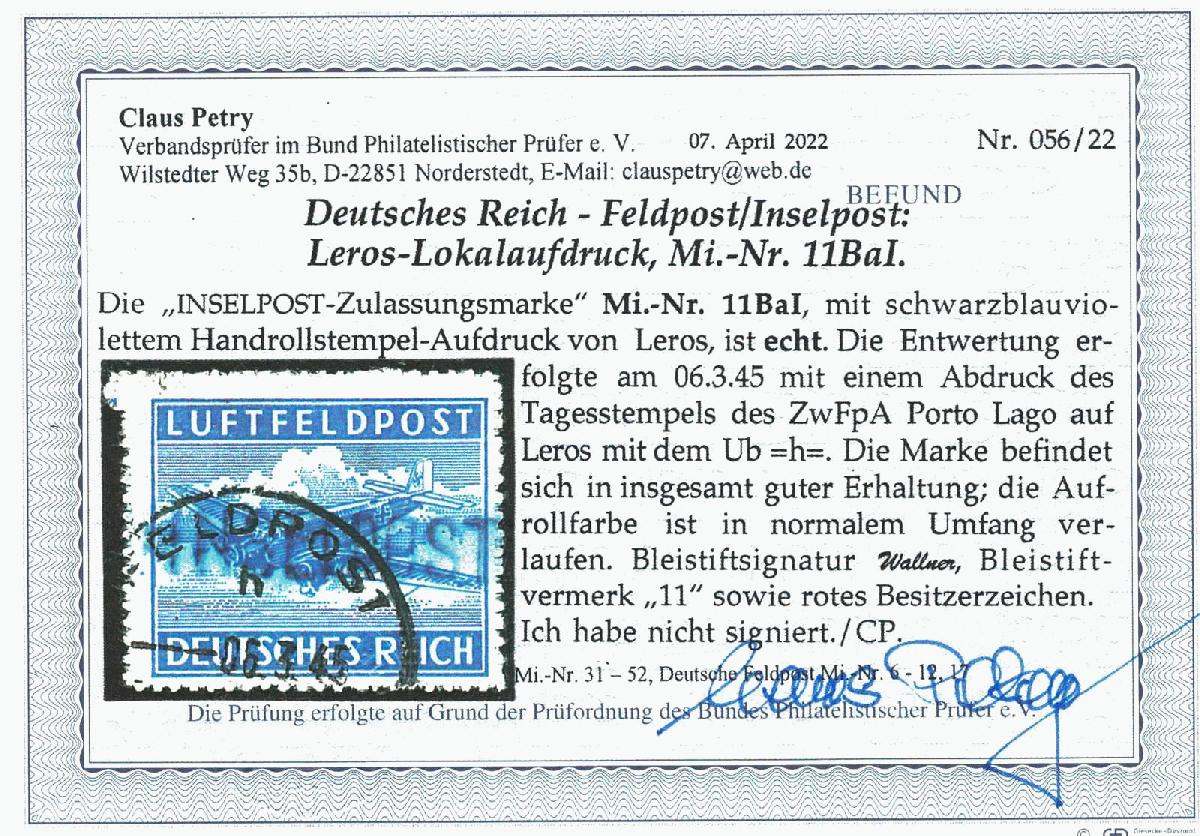 Claus Petry
Verbandsprüfer im Bund Philatelistischer Prüfer e. V. 07. April 2022 Nr. 056/22
Wilstedter Weg 35b, D-22851 Norderstedt, E-Mail: clauspetry@web.de
BEFUND
Deutsches Reich - Feldpost/Inselpost:
Leros-Lokalaufdruck, Mi.-Nr. 11BaI.
Die „INSELPOST-Zulassungsmarke“ Mi.-Nr. 11BaI, mit schwarzblauvio-
lettem Handrollstempel-Aufdruck von Leros, ist echt. Die Entwertung er-
folgte am 06.3.45 mit einem Abdruck des
Tagesstempels des ZwFpA Porto Lago auf
Leros mit dem Ub =h=. Die Marke befindet
sich in insgesamt guter Erhaltung; die Auf-
rollfarbe ist in normalem Umfang ver-
laufen. Bleistiftsignatur Wallner, Bleistift-
vermerk „11“ sowie rotes Besitzerzeichen.
Ich habe nicht signiert./CP.
LUFTFELDPOST
ELDPOST
h
06.3.45
DEUTSCHES REICH
Mi.-Nr. 31 – 52, Deutsche Feldpost Mi.-Nr. 6 - 12, 17
Die Prüfung erfolgte auf Grund der Prüfordnung des Bundes Philatelistischer Prüfer e.V.